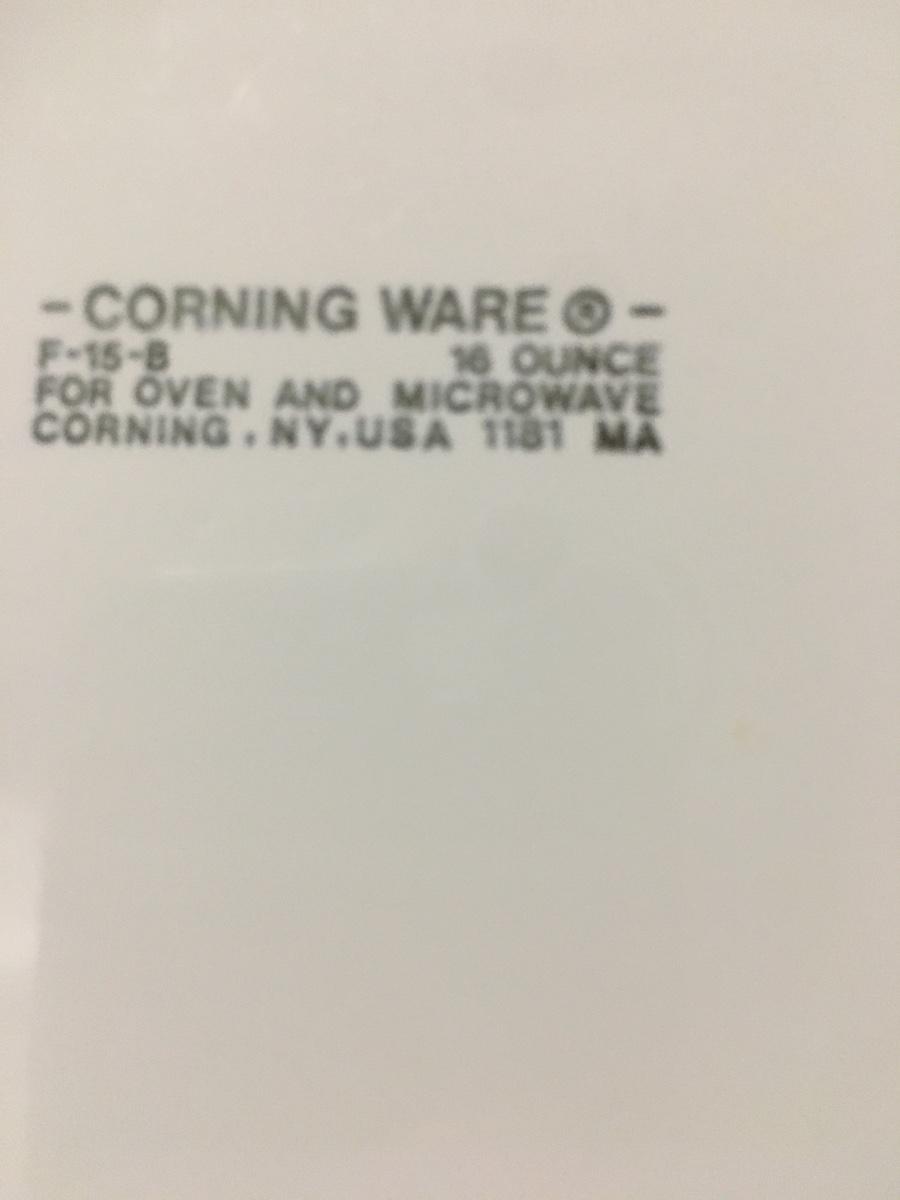 -CORNING WARE ® -
F-15-B 16 OUNCE
FOR OVEN AND MICROWAVE
CORNING . NY. USA 1181 MA